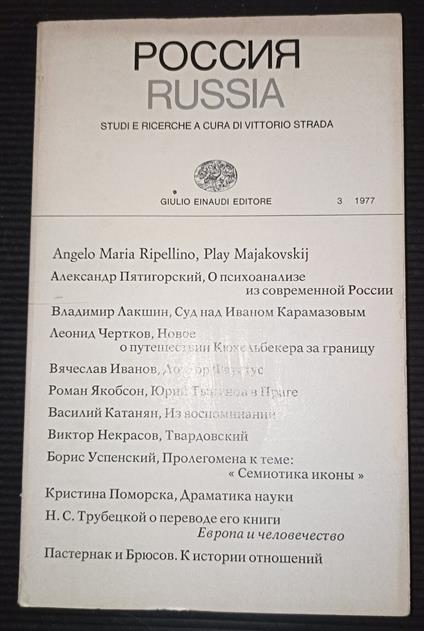 РОССИЯ
RUSSIA
STUDI E RICERCHE A CURA DI VITTORIO STRADA
GIULIO EINAUDI EDITORE 3 1977
Angelo Maria Ripellino, Play Majakovskij
Александр Пятигорский, О психоанализе
из современной России
Владимир Лакшин, Суд над Иваном Карамазовым
Леонид Чертков, Новое
о путешествии Кюхельбекера за границу
Вячеслав Иванов, Доктор Фаустус
Роман Якобсон, Юрий Тынянов в Праге
Василий Катанян, Из воспоминаний
Виктор Некрасов, Твардовский
Борис Успенский, Пролегомена к теме:
« Семиотика иконы »
Кристина Поморска, Драматика науки
Н. С. Трубецкой о переводе его книги
Европа и человечество
Пастернак и Брюсов. К истории отношений